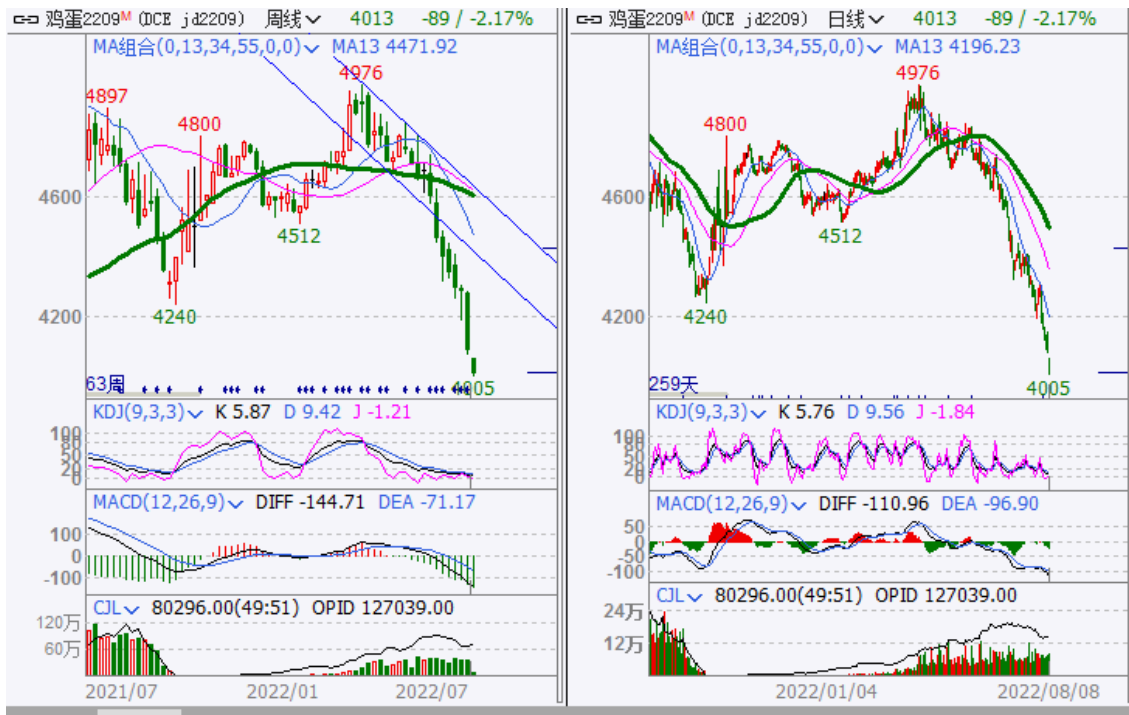 鸡蛋2209M (DCE jd2209) 周线 4013 -89 / -2.17%
MA组合(0,13,34,55,0,0) MA13 4471.92
4976
4897
4800
4600
4512
4240
4200
4005
63周
KDJ(9,3,3) K 5.87 D 9.42 J -1.21
100
80
50
20
0
MACD(12,26,9) DIFF -144.71 DEA -71.17
100
0
-100
CJL 80296.00(49:51) OPID 127039.00
120万
60万
2021/07 2022/01 2022/07
鸡蛋2209M (DCE jd2209) 日线 4013 -89 / -2.17%
MA组合(0,13,34,55,0,0) MA13 4196.23
4976
4800
4600
4512
4240
4200
4005
259天
KDJ(9,3,3) K 5.76 D 9.56 J -1.84
100
80
50
20
0
MACD(12,26,9) DIFF -110.96 DEA -96.90
50
0
-50
-100
CJL 80296.00(49:51) OPID 127039.00
24万
12万
2022/01/04 2022/08/08